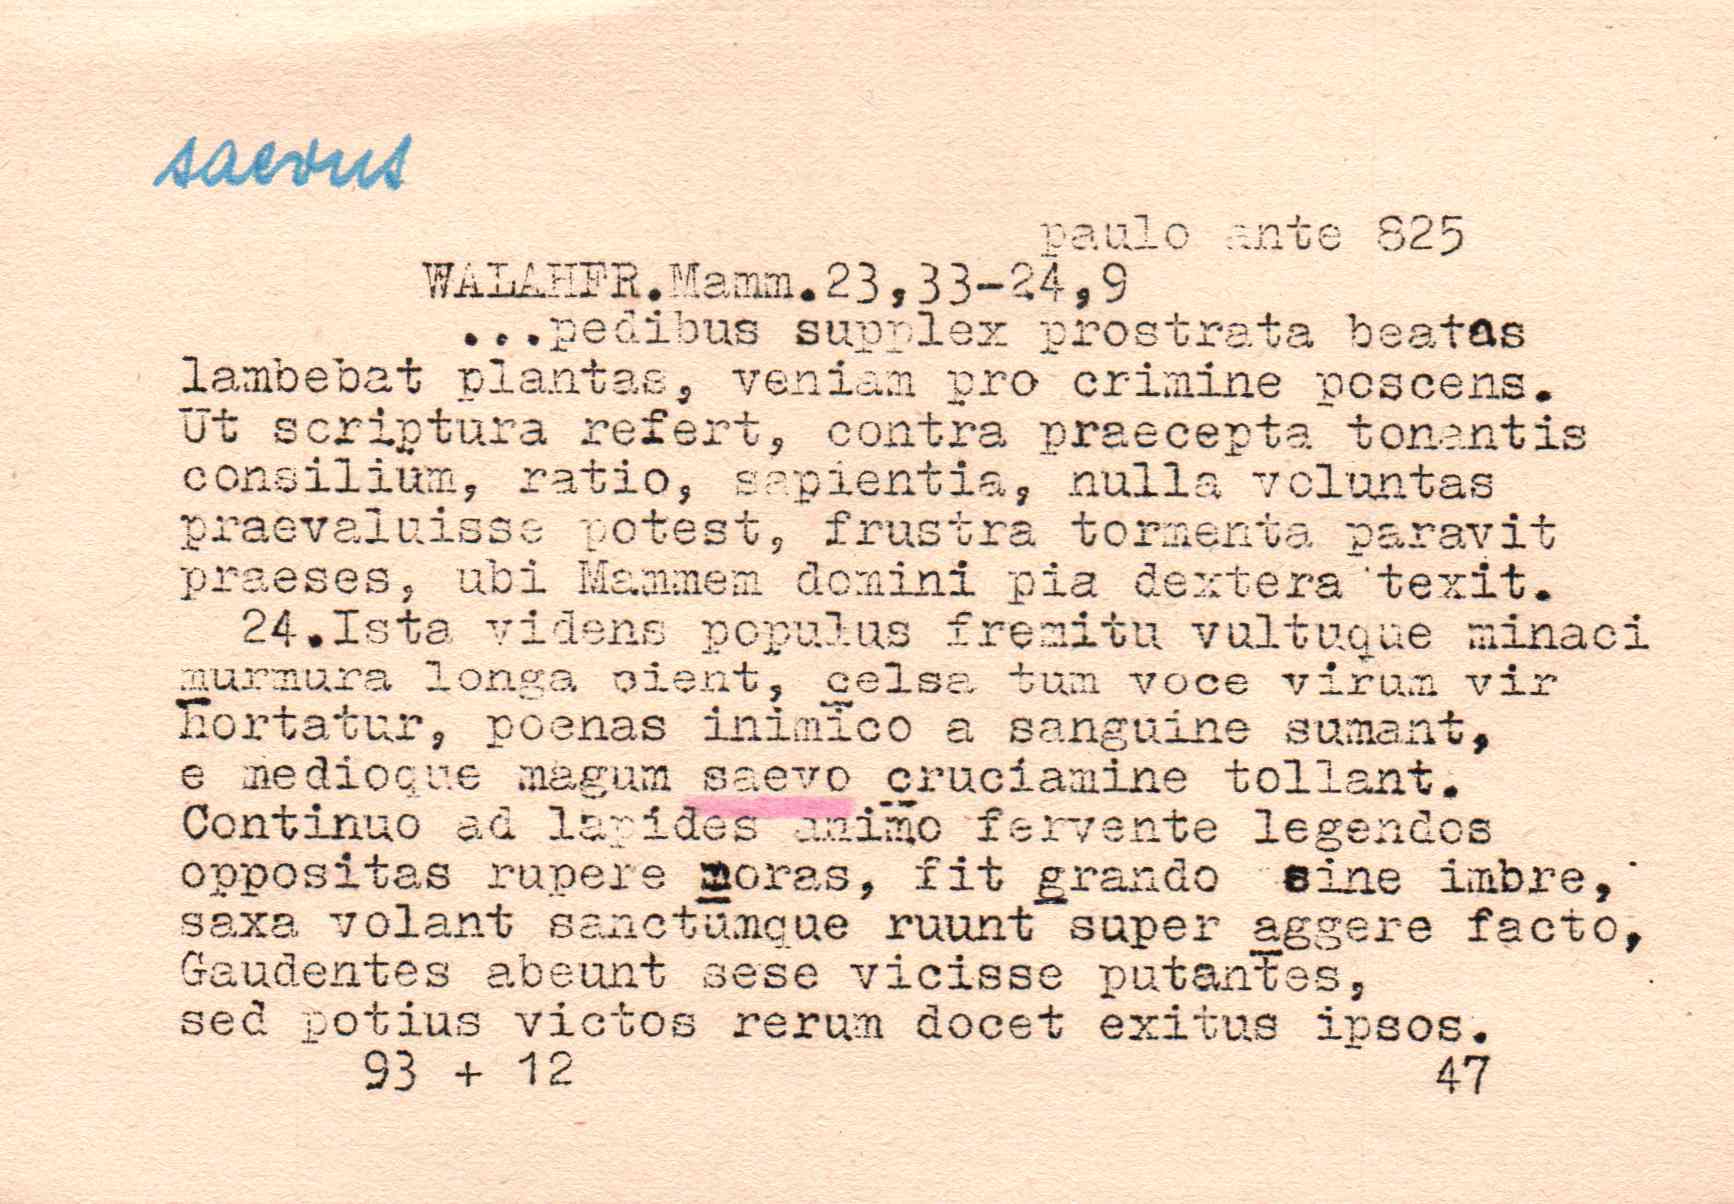 saevus
paulo ante 825
WALAHFR.Mamm.23,33-24,9
...pedibus supplex prostrata beatas
lambebat plantas, veniam pro crimine poscens.
Ut scriptura refert, contra praecepta tonantis
consilium, ratio, sapientia, nulla voluntas
praevaluisse potest, frustra tormenta paravit
praeses, ubi Mammem domini pia dextera texit.
24.Ista videns populus fremitu vultuque minaci
murmura longa cient, celsa tum voce virum vir
hortatur, poenas inimico a sanguine sumant,
e medioque magum saevo cruciamine tollant.
Continuo ad lapides animo fervente legendos
oppositas rupere moras, fit grando sine imbre,
saxa volant sanctumque ruunt super aggere facto,
Gaudentes abeunt sese vicisse putantes,
sed potius victos rerum docet exitus ipsos.
93 + 12 47